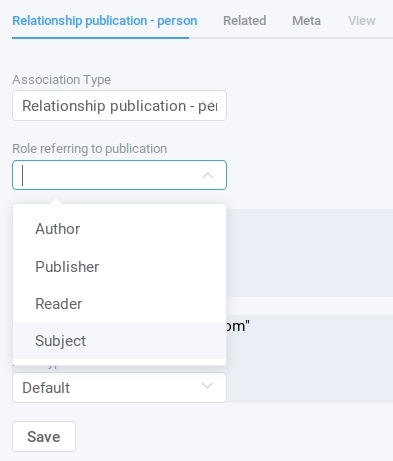 Relationship publication - person Related Meta View
Association Type
Relationship publication - per
Role referring to publication
Author
Publisher
Reader
Subject
om"
Default
Save